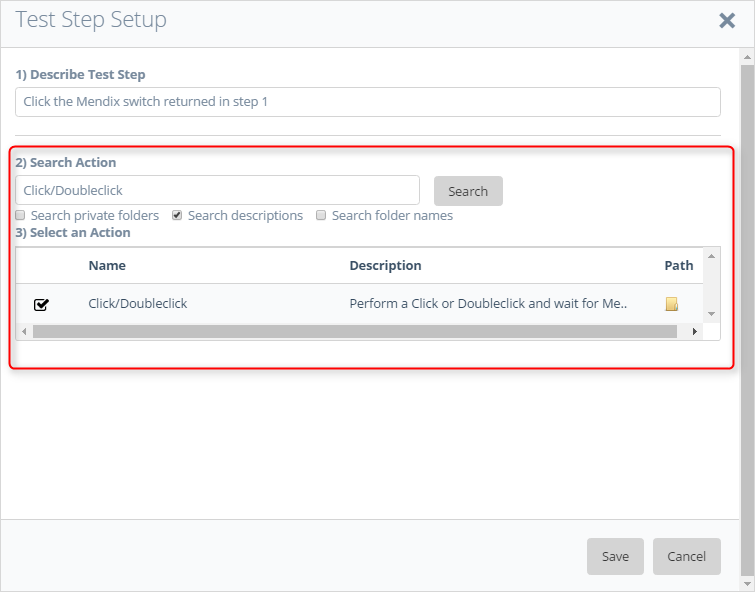 Test Step Setup
1) Describe Test Step
Click the Mendix switch returned in step 1
2) Search Action
Click/Doubleclick
Search
Search private folders Search descriptions Search folder names
3) Select an Action
Name Description Path
Click/Doubleclick Perform a Click or Doubleclick and wait for Me..
Save Cancel